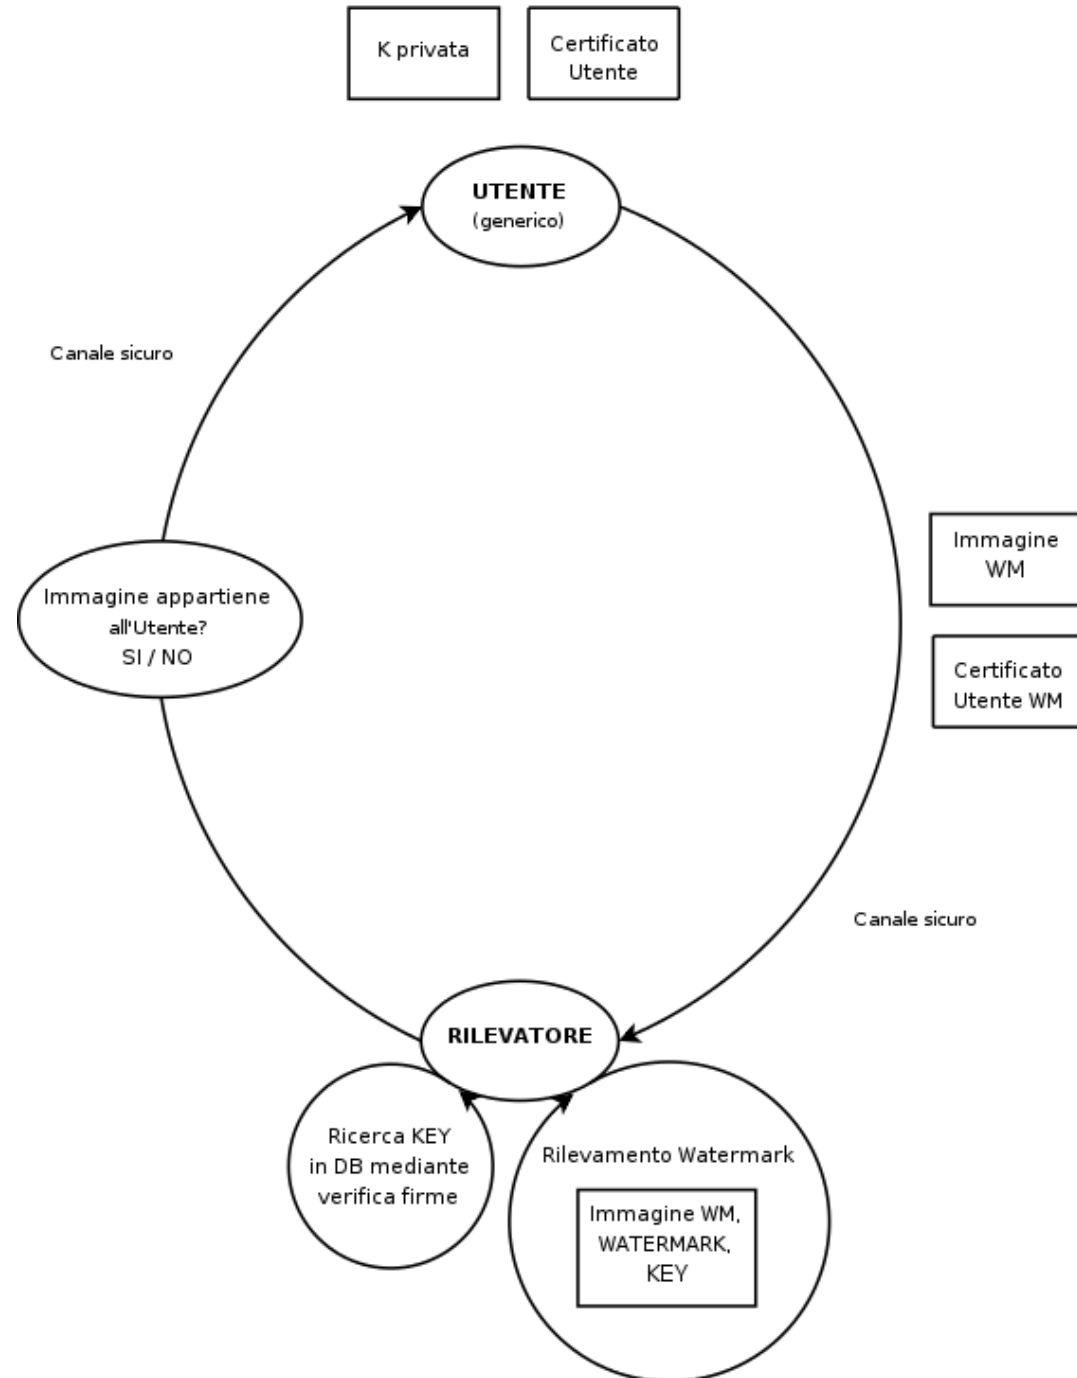 K privata
Certificato
Utente
UTENTE
(generico)
Canale sicuro
Immagine
WM
Immagine appartiene
all'Utente?
SI / NO
Certificato
Utente WM
Canale sicuro
RILEVATORE
Ricerca KEY
in DB mediante
verifica firme
Rilevamento Watermark
Immagine WM,
WATERMARK,
KEY